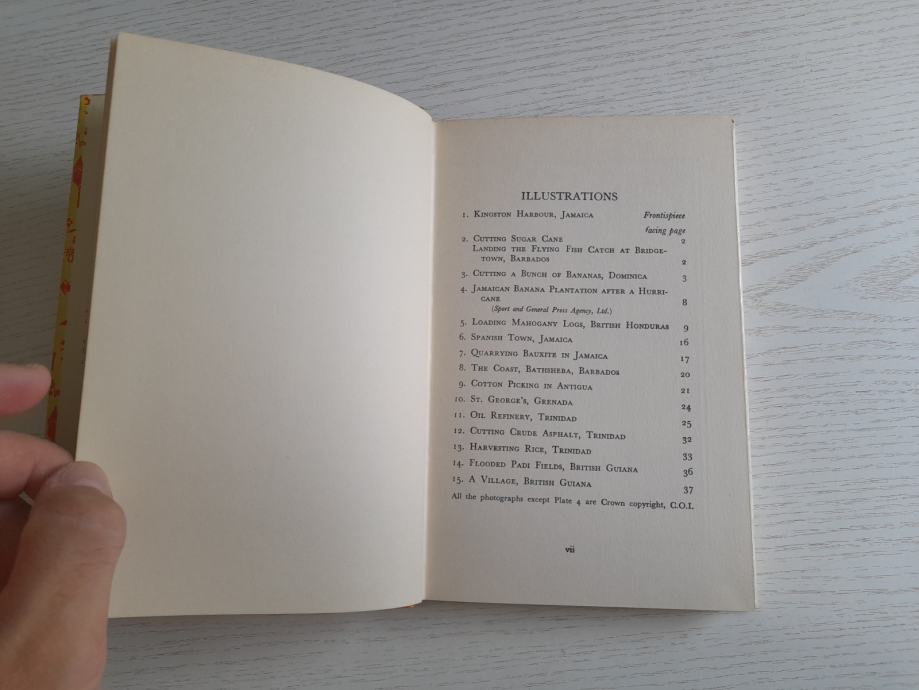 ILLUSTRATIONS
1. Kingston Harbour, Jamaica Frontispiece
facing page
2. Cutting Sugar Cane 2
Landing the Flying Fish Catch at Bridge-
town, Barbados 2
3. Cutting a Bunch of Bananas, Dominica 3
4. Jamaican Banana Plantation after a Hurri-
cane 8
(Sport and General Press Agency, Ltd.)
5. Loading Mahogany Logs, British Honduras 9
6. Spanish Town, Jamaica 16
7. Quarrying Bauxite in Jamaica 17
8. The Coast, Bathsheba, Barbados 20
9. Cotton Picking in Antigua 21
10. St. George's, Grenada 24
11. Oil Refinery, Trinidad 25
12. Cutting Crude Asphalt, Trinidad 32
13. Harvesting Rice, Trinidad 33
14. Flooded Padi Fields, British Guiana 36
15. A Village, British Guiana 37
All the photographs except Plate 4 are Crown copyright, C.O.I.
vii